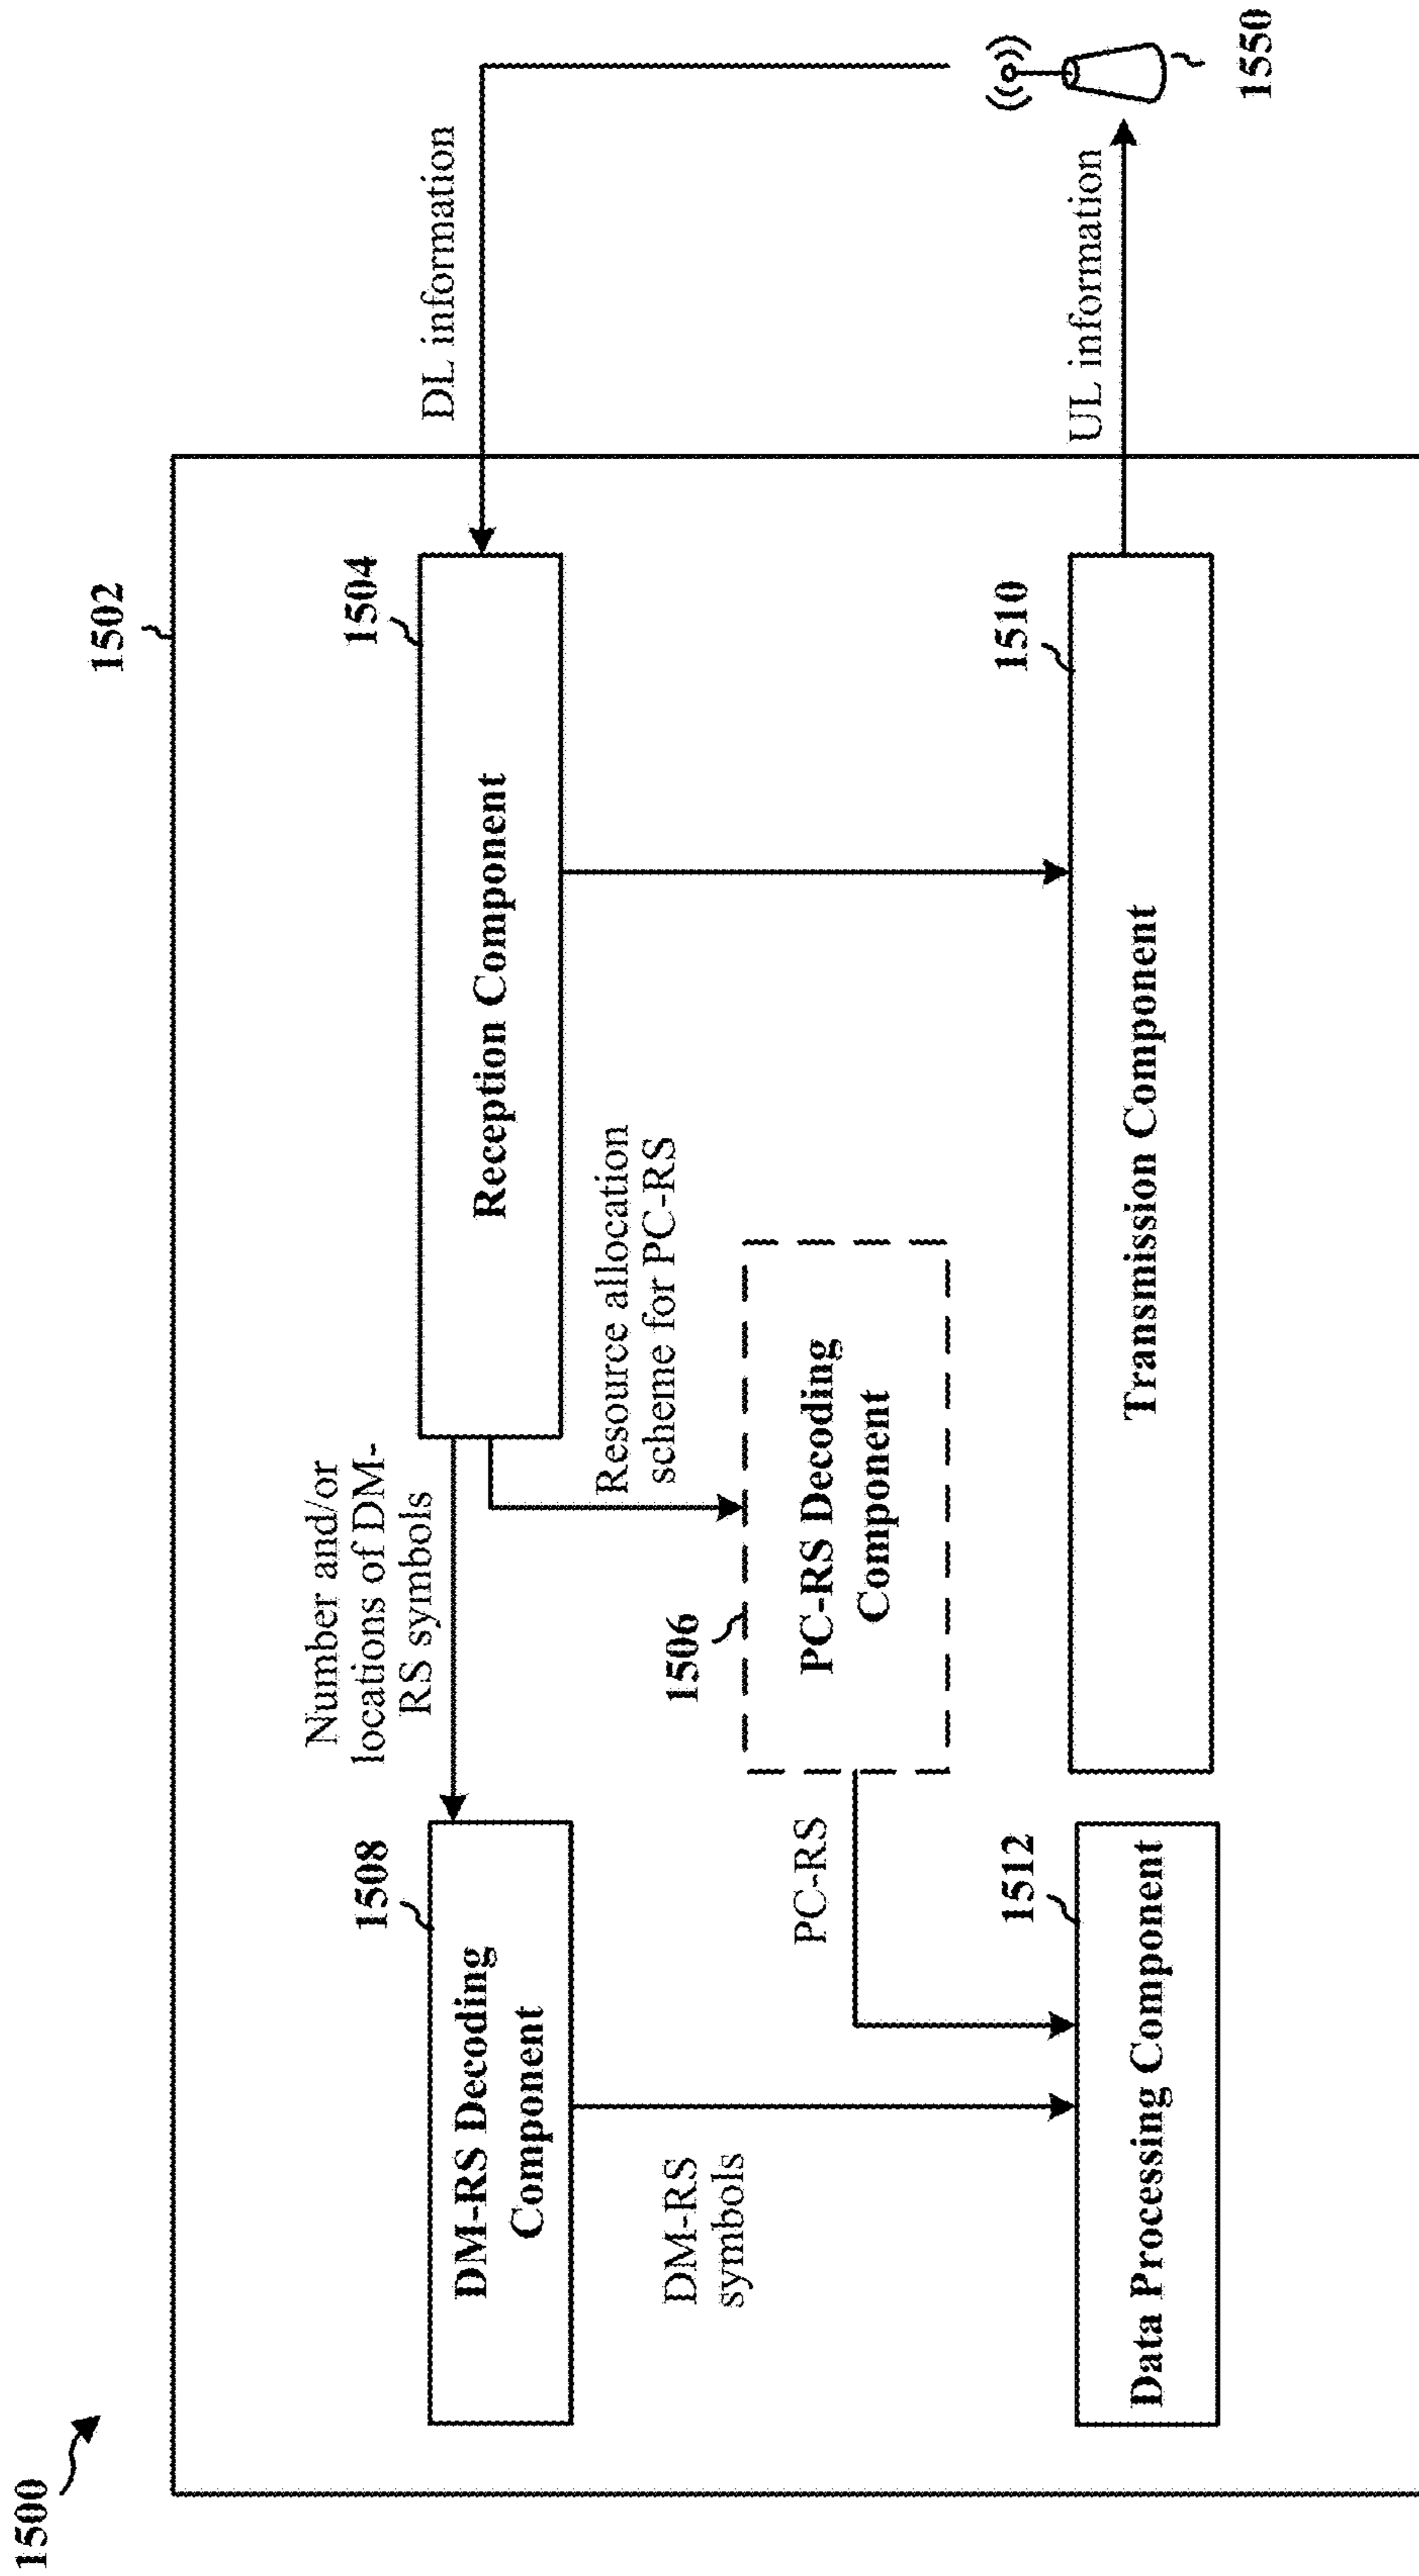 1500
1502
1508
DM-RS Decoding
Component
Number and/or
locations of DM-
RS symbols
1504
Reception Component
DL information
Resource allocation
scheme for PC-RS
DM-RS
symbols
PC-RS
1506
PC-RS Decoding
Component
1512
Data Processing Component
1510
Transmission Component
UL information
1550